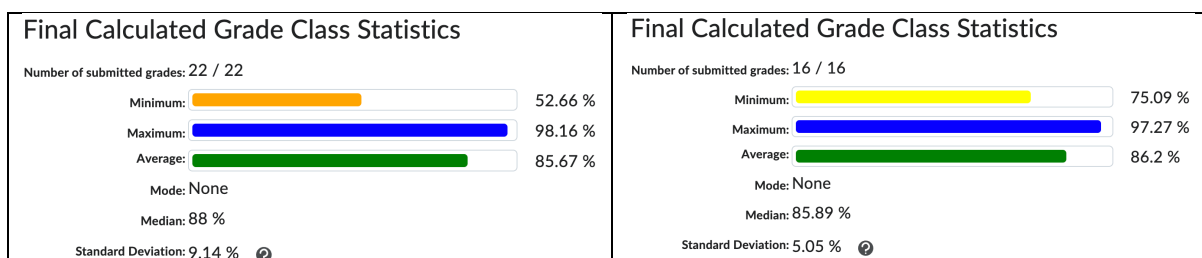 Final Calculated Grade Class Statistics
Number of submitted grades: 22 / 22
Minimum: 52.66 %
Maximum: 98.16 %
Average: 85.67 %
Mode: None
Median: 88 %
Standard Deviation: 9.14 % ?
Final Calculated Grade Class Statistics
Number of submitted grades: 16 / 16
Minimum: 75.09 %
Maximum: 97.27 %
Average: 86.2 %
Mode: None
Median: 85.89 %
Standard Deviation: 5.05 % ?